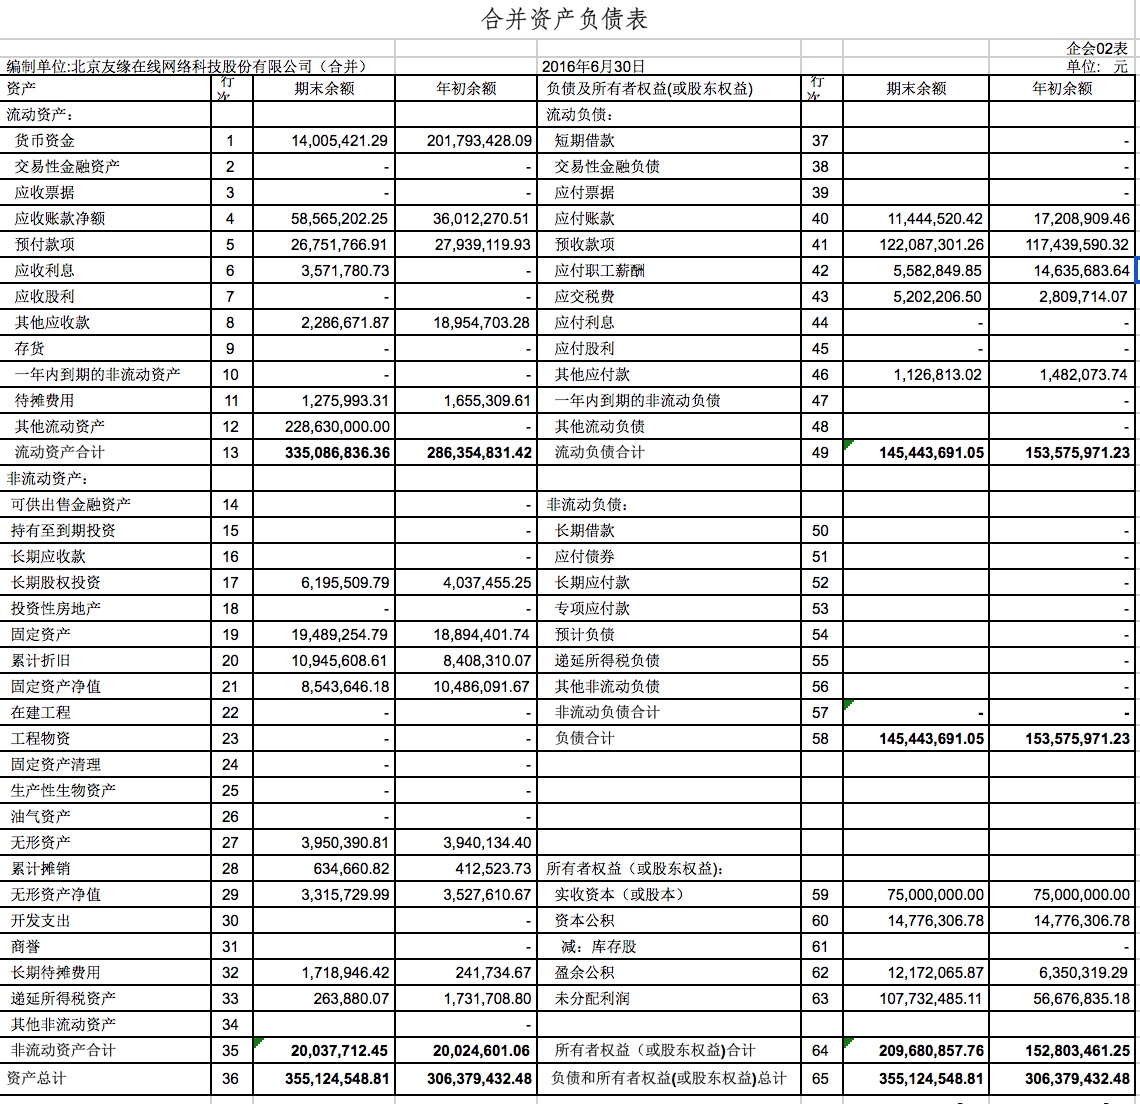 合并资产负债表
企会02表
编制单位:北京友缘在线网络科技股份有限公司（合并） 2016年6月30日 单位: 元
资产 行次 期末余额 年初余额 负债及所有者权益(或股东权益) 行次 期末余额 年初余额
流动资产: 流动负债:
货币资金 1 14,005,421.29 201,793,428.09 短期借款 37 -
交易性金融资产 2 - - 交易性金融负债 38 -
应收票据 3 - - 应付票据 39 -
应收账款净额 4 58,565,202.25 36,012,270.51 应付账款 40 11,444,520.42 17,208,909.46
预付款项 5 26,751,766.91 27,939,119.93 预收款项 41 122,087,301.26 117,439,590.32
应收利息 6 3,571,780.73 - 应付职工薪酬 42 5,582,849.85 14,635,683.64
应收股利 7 - - 应交税费 43 5,202,206.50 2,809,714.07
其他应收款 8 2,286,671.87 18,954,703.28 应付利息 44 - -
存货 9 - - 应付股利 45 - -
一年内到期的非流动资产 10 - - 其他应付款 46 1,126,813.02 1,482,073.74
待摊费用 11 1,275,993.31 1,655,309.61 一年内到期的非流动负债 47 -
其他流动资产 12 228,630,000.00 - 其他流动负债 48 -
流动资产合计 13 335,086,836.36 286,354,831.42 流动负债合计 49 145,443,691.05 153,575,971.23
非流动资产:
可供出售金融资产 14 - 非流动负债:
持有至到期投资 15 - 长期借款 50 -
长期应收款 16 - 应付债券 51 -
长期股权投资 17 6,195,509.79 4,037,455.25 长期应付款 52 -
投资性房地产 18 - - 专项应付款 53 -
固定资产 19 19,489,254.79 18,894,401.74 预计负债 54 -
累计折旧 20 10,945,608.61 8,408,310.07 递延所得税负债 55 -
固定资产净值 21 8,543,646.18 10,486,091.67 其他非流动负债 56 -
在建工程 22 - - 非流动负债合计 57 - -
工程物资 23 - - 负债合计 58 145,443,691.05 153,575,971.23
固定资产清理 24 - -
生产性生物资产 25 - -
油气资产 26 - -
无形资产 27 3,950,390.81 3,940,134.40
累计摊销 28 634,660.82 412,523.73 所有者权益（或股东权益):
无形资产净值 29 3,315,729.99 3,527,610.67 实收资本（或股本） 59 75,000,000.00 75,000,000.00
开发支出 30 - 资本公积 60 14,776,306.78 14,776,306.78
商誉 31 - 减: 库存股 61 -
长期待摊费用 32 1,718,946.42 241,734.67 盈余公积 62 12,172,065.87 6,350,319.29
递延所得税资产 33 263,880.07 1,731,708.80 未分配利润 63 107,732,485.11 56,676,835.18
其他非流动资产 34 -
非流动资产合计 35 20,037,712.45 20,024,601.06 所有者权益（或股东权益)合计 64 209,680,857.76 152,803,461.25
资产总计 36 355,124,548.81 306,379,432.48 负债和所有者权益(或股东权益)总计 65 355,124,548.81 306,379,432.48